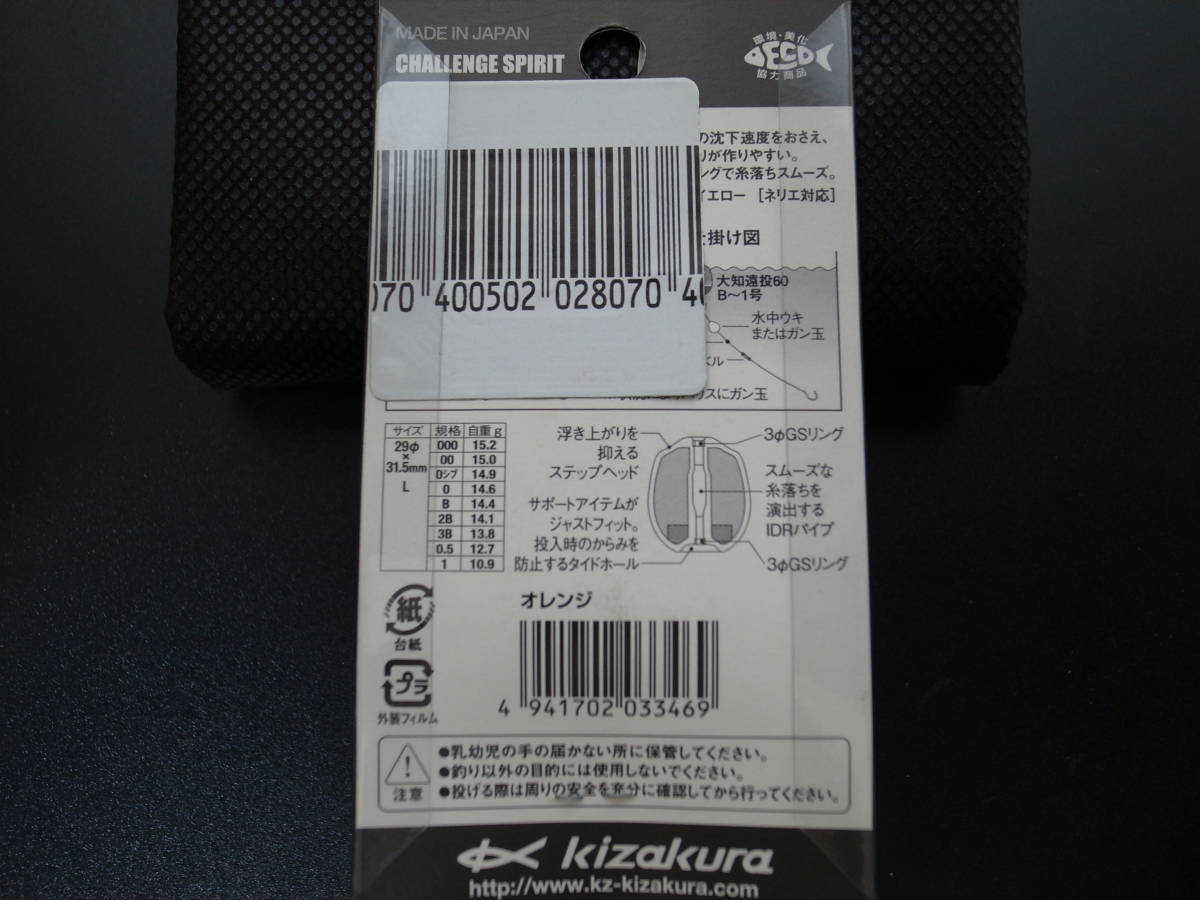 MADE IN JAPAN
CHALLENGE SPIRIT
環境・美化
ECO
協力商品
の沈下速度をおさえ、
りが作りやすい。
ングで糸落ちスムーズ。
イエロー [ネリエ対応]
掛け図
大知遠投60
B〜1号
水中ウキ
またはガン玉
ベル
リスにガン玉
070 400502 028070 40
サイズ 規格 自重g
29φ×31.5mm L
000 15.2
00 15.0
Dシブ 14.9
0 14.6
B 14.4
2B 14.1
3B 13.8
0.5 12.7
1 10.9
浮き上がりを
抑える
ステップヘッド
サポートアイテムが
ジャストフィット。
投入時のからみを
防止するタイドホール
3φGSリング
スムーズな
糸落ちを
演出する
IDRパイプ
3φGSリング
紙
台紙
プラ
外装フィルム
オレンジ
4 941702 033469
注意
●乳幼児の手の届かない所に保管してください。
●釣り以外の目的には使用しないでください。
●投げる際は周りの安全を充分に確認してから行ってください。
kizakura
http://www.kz-kizakura.com